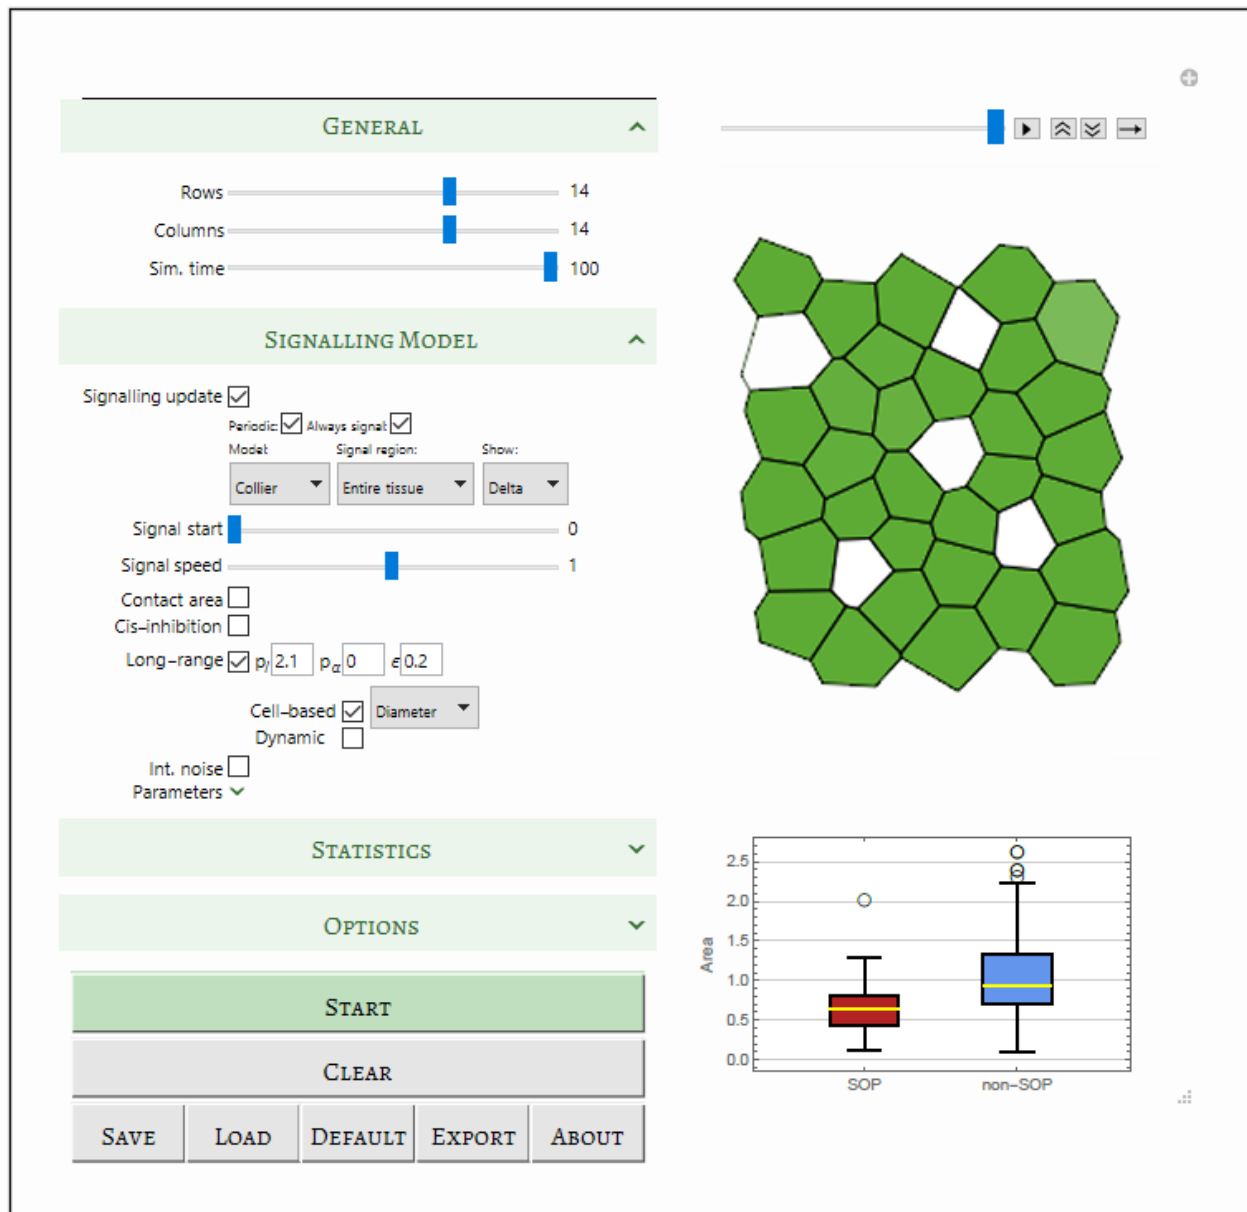 GENERAL
Rows 14
Columns 14
Sim. time 100
SIGNALLING MODEL
Signalling update
Periodic: Always signal:
Model: Signal region: Show:
Collier Entire tissue Delta
Signal start 0
Signal speed 1
Contact area
Cis-inhibition
Long-range pl 2.1 pα 0 ϵ 0.2
Cell-based Diameter
Dynamic
Int. noise
Parameters
STATISTICS
OPTIONS
START
CLEAR
SAVE LOAD DEFAULT EXPORT ABOUT
2.5
2.0
1.5
1.0
0.5
0.0
Area
SOP non-SOP